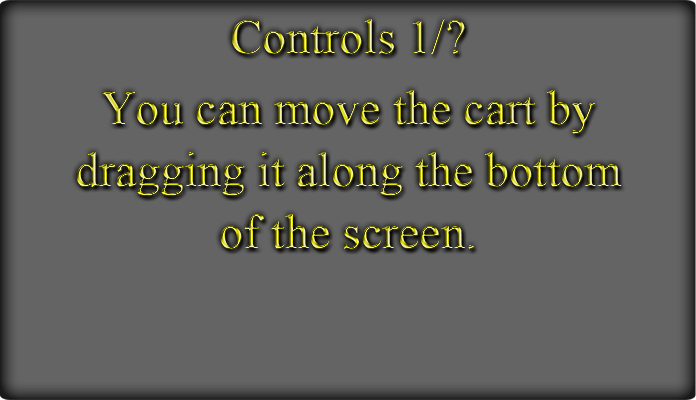 Controls 1/?
You can move the cart by
dragging it along the bottom
of the screen.